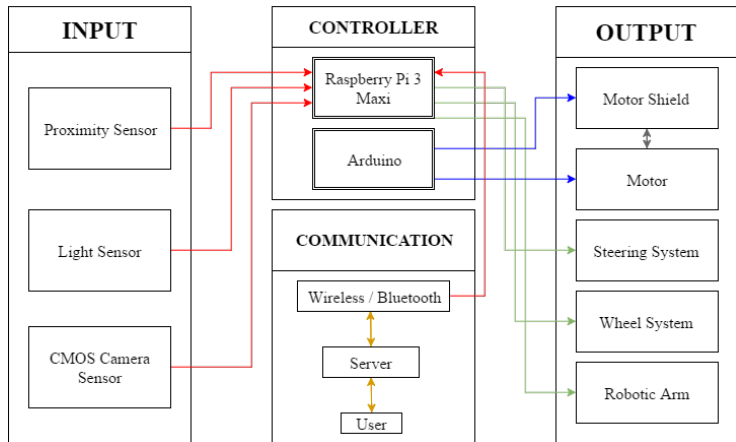 INPUT
Proximity Sensor
Light Sensor
CMOS Camera
Sensor
CONTROLLER
Raspberry Pi 3
Maxi
Arduino
COMMUNICATION
Wireless / Bluetooth
Server
User
OUTPUT
Motor Shield
Motor
Steering System
Wheel System
Robotic Arm